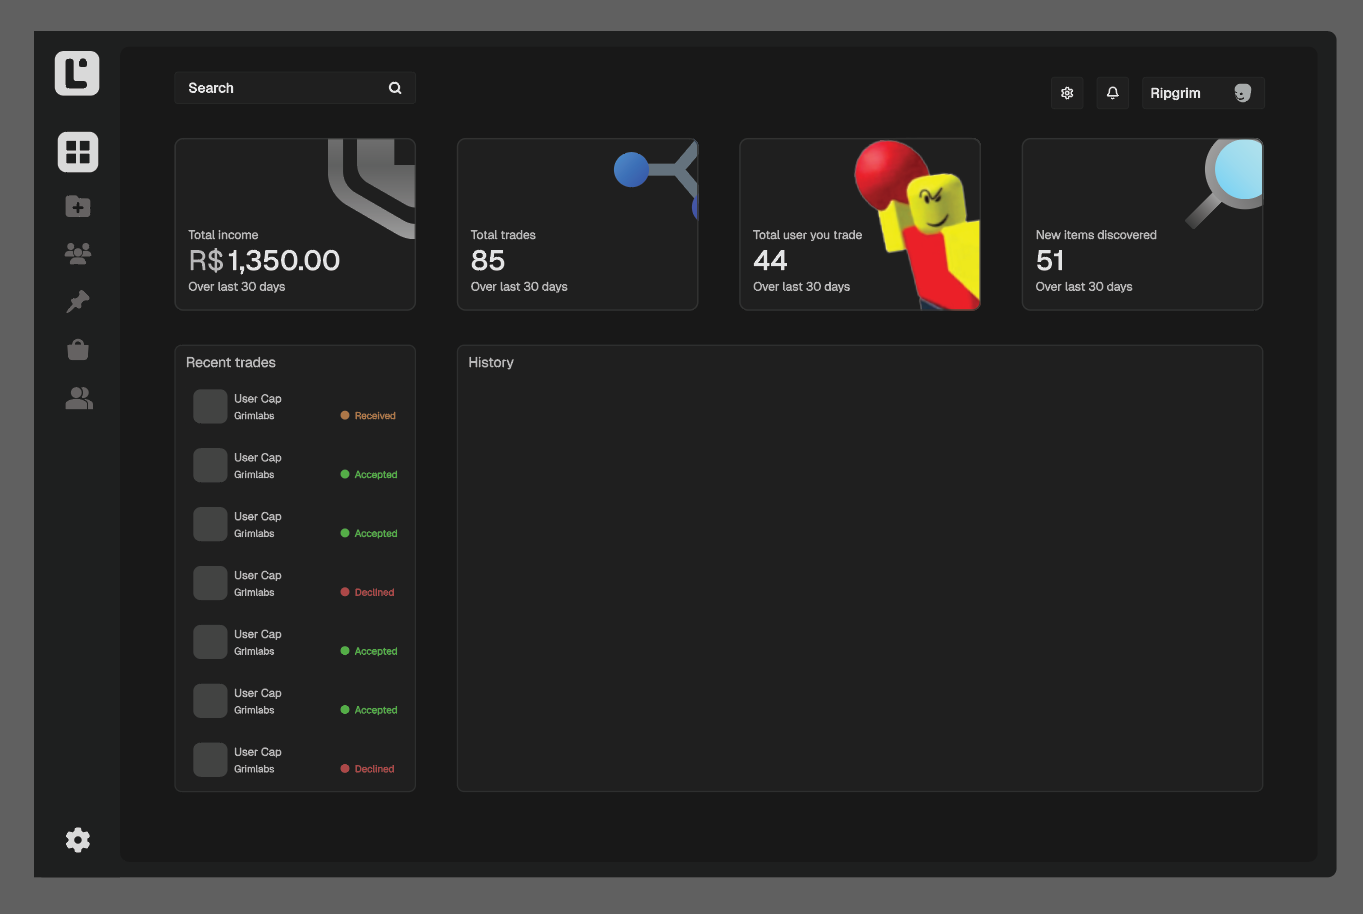 Search
Ripgrim
Total income
R$ 1,350.00
Over last 30 days
Total trades
85
Over last 30 days
Total user you trade
44
Over last 30 days
New items discovered
51
Over last 30 days
Recent trades
User Cap
Grimlabs
Received
User Cap
Grimlabs
Accepted
User Cap
Grimlabs
Accepted
User Cap
Grimlabs
Declined
User Cap
Grimlabs
Accepted
User Cap
Grimlabs
Accepted
User Cap
Grimlabs
Declined
History